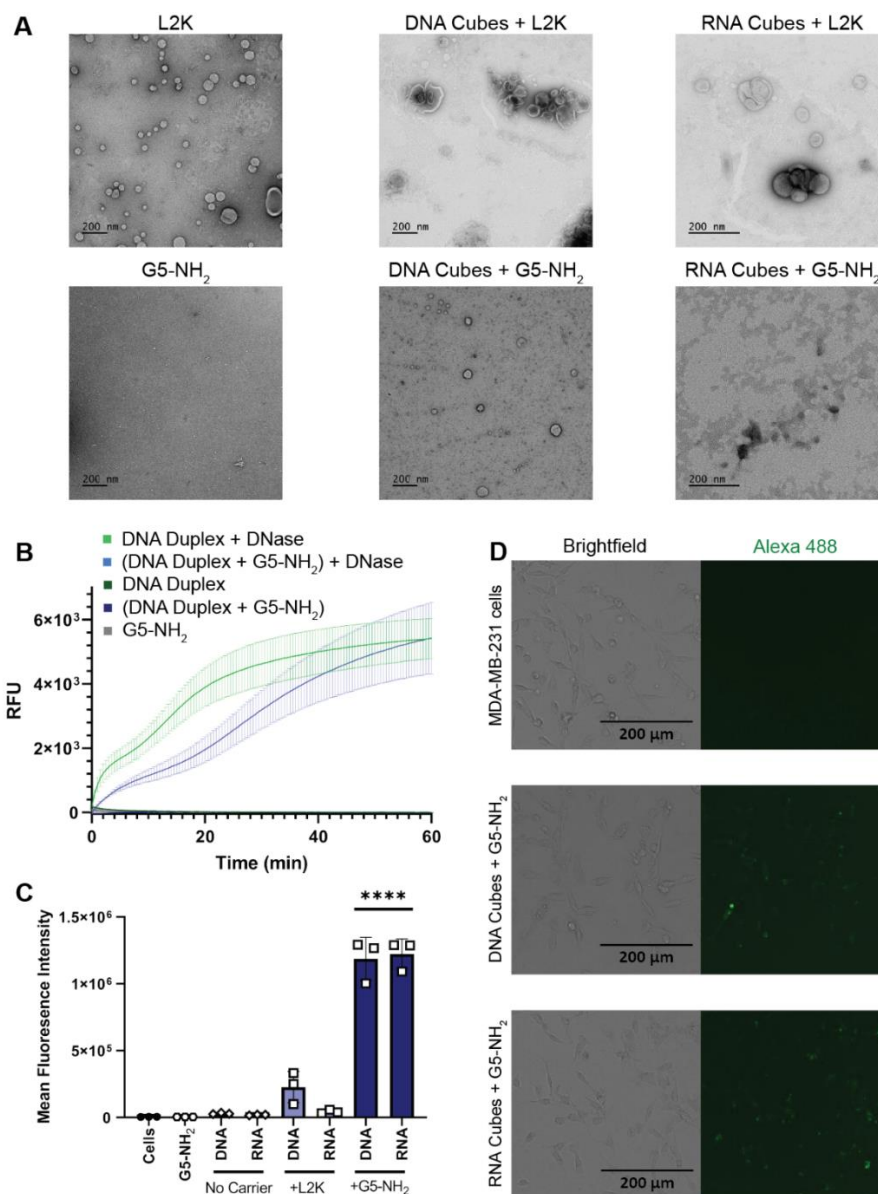 A
L2K
DNA Cubes + L2K
RNA Cubes + L2K
200 nm
200 nm
200 nm
G5-NH₂
DNA Cubes + G5-NH₂
RNA Cubes + G5-NH₂
200 nm
200 nm
200 nm
B
DNA Duplex + DNase
(DNA Duplex + G5-NH₂) + DNase
DNA Duplex
(DNA Duplex + G5-NH₂)
G5-NH₂
6×10³
4×10³
2×10³
0
RFU
0
20
40
60
Time (min)
C
****
1.5×10⁶
1×10⁶
5×10⁵
0
Mean Fluoresence Intensity
Cells
G5-NH₂
DNA
RNA
DNA
RNA
DNA
RNA
No Carrier
+L2K
+G5-NH₂
D
Brightfield
Alexa 488
MDA-MB-231 cells
200 µm
DNA Cubes + G5-NH₂
200 µm
RNA Cubes + G5-NH₂
200 µm